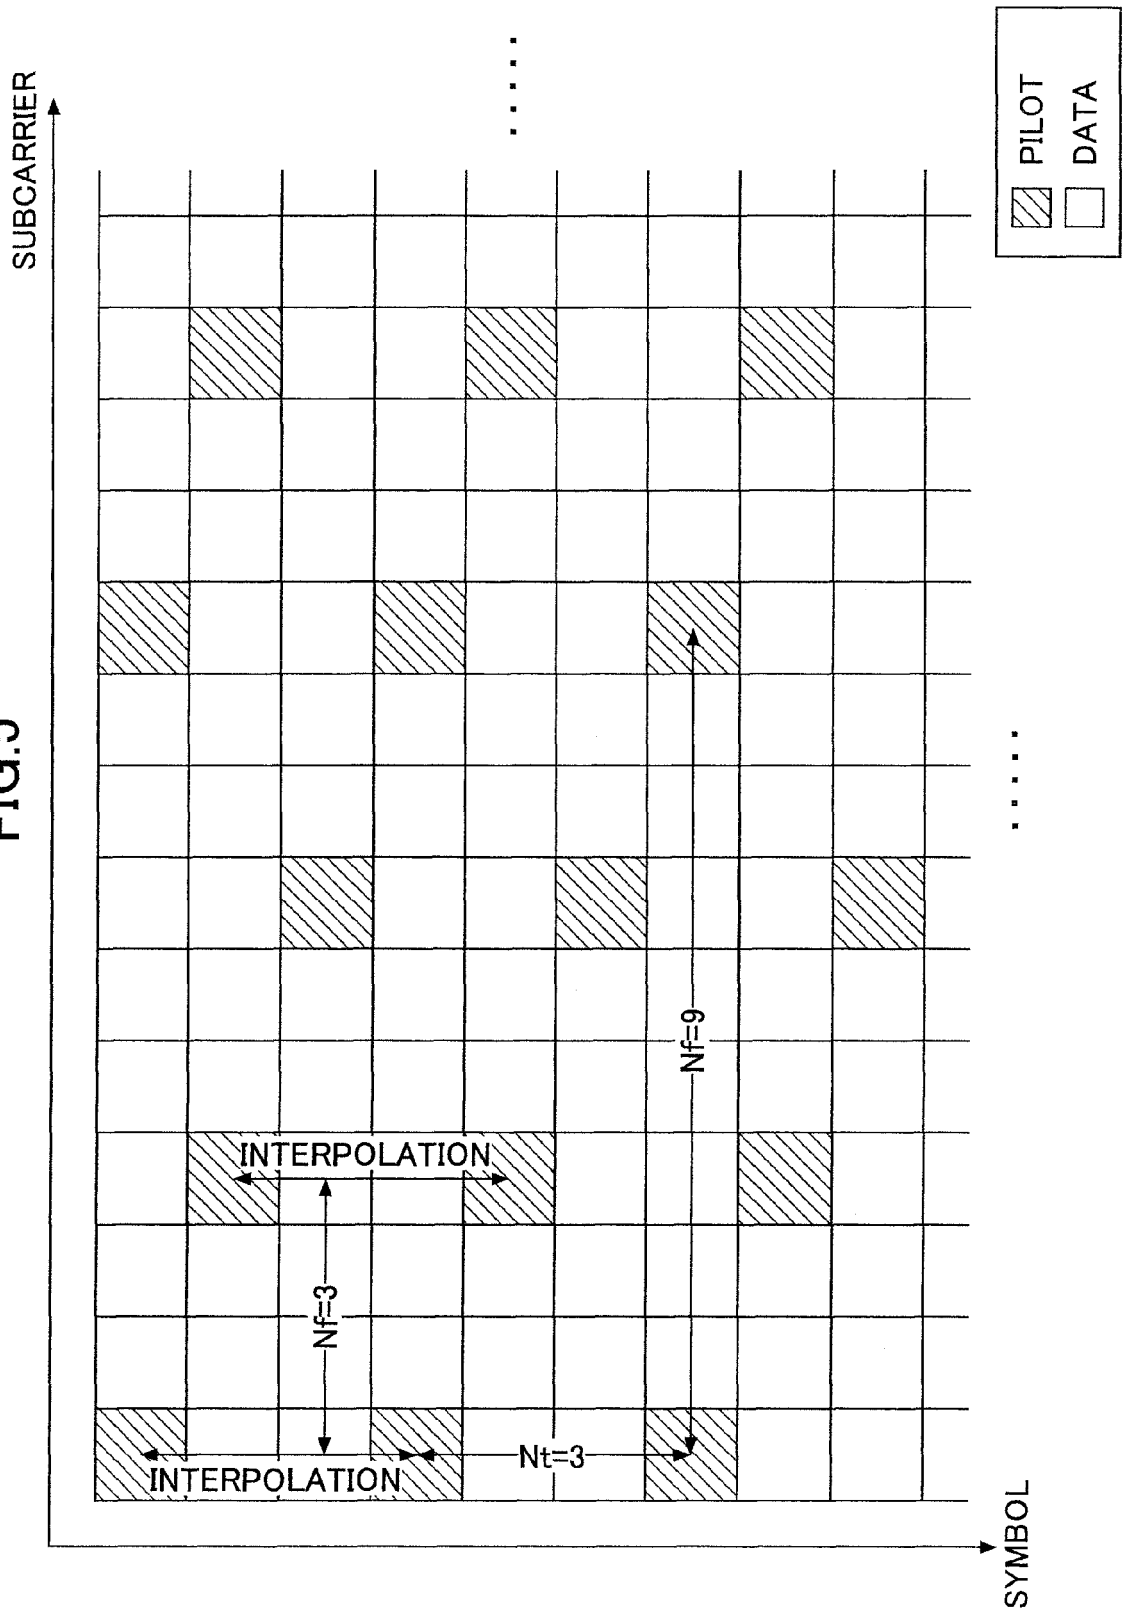 FIG.5
SUBCARRIER
SYMBOL
INTERPOLATION
INTERPOLATION
Nf=3
Nt=3
Nf=9
PILOT
DATA